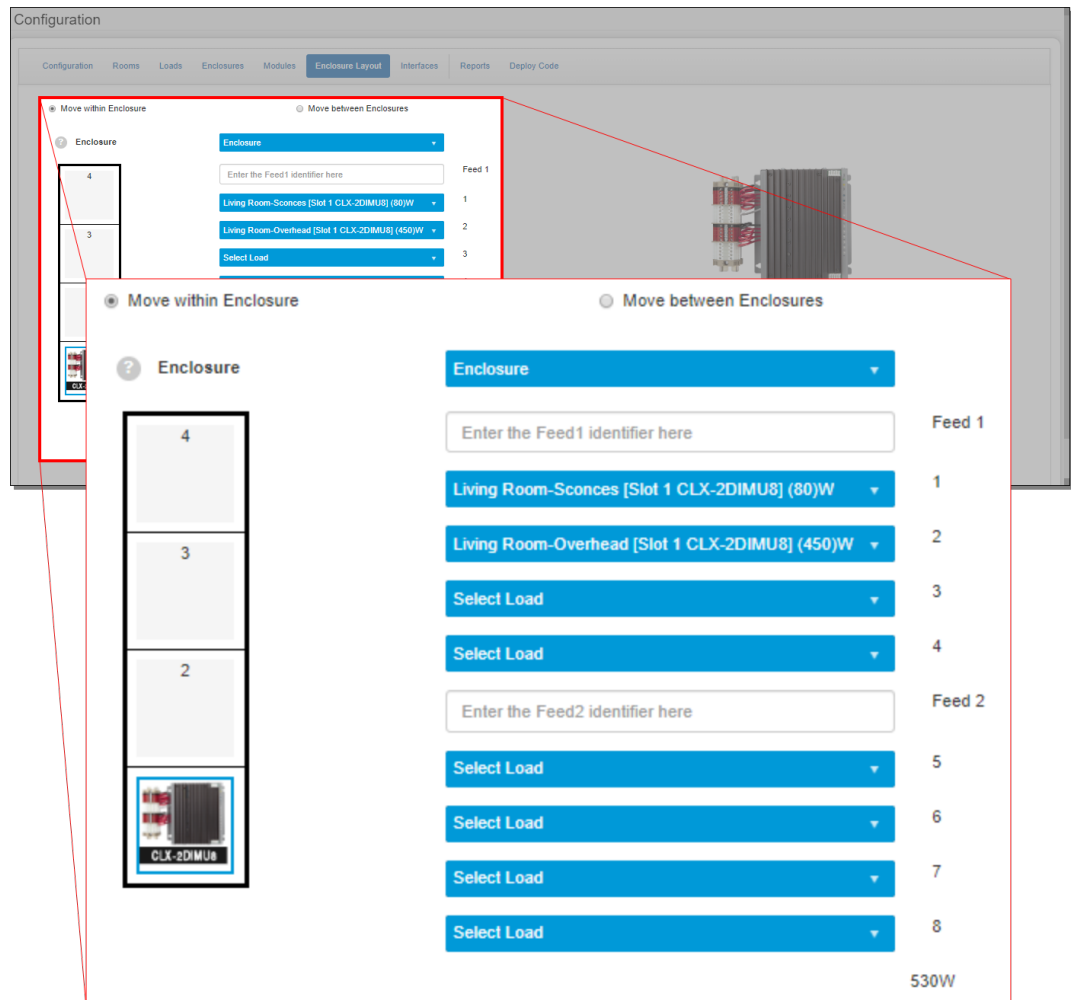 Configuration
Configuration Rooms Loads Enclosures Modules Enclosure Layout Interfaces Reports Deploy Code
Move within Enclosure Move between Enclosures
? Enclosure Enclosure
4 Enter the Feed1 identifier here Feed 1
Living Room-Sconces [Slot 1 CLX-2DIMU8] (80)W 1
3 Living Room-Overhead [Slot 1 CLX-2DIMU8] (450)W 2
Select Load 3
Move within Enclosure Move between Enclosures
? Enclosure Enclosure
4 Enter the Feed1 identifier here Feed 1
Living Room-Sconces [Slot 1 CLX-2DIMU8] (80)W 1
3 Living Room-Overhead [Slot 1 CLX-2DIMU8] (450)W 2
Select Load 3
2 Select Load 4
Enter the Feed2 identifier here Feed 2
Select Load 5
Select Load 6
CLX-2DIMU8
Select Load 7
Select Load 8
530W